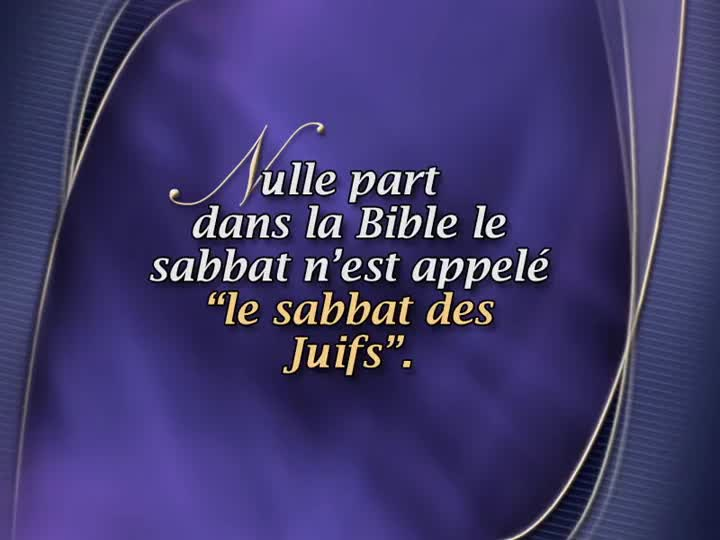 Nulle part
dans la Bible le
sabbat n’est appelé
“le sabbat des
Juifs”.